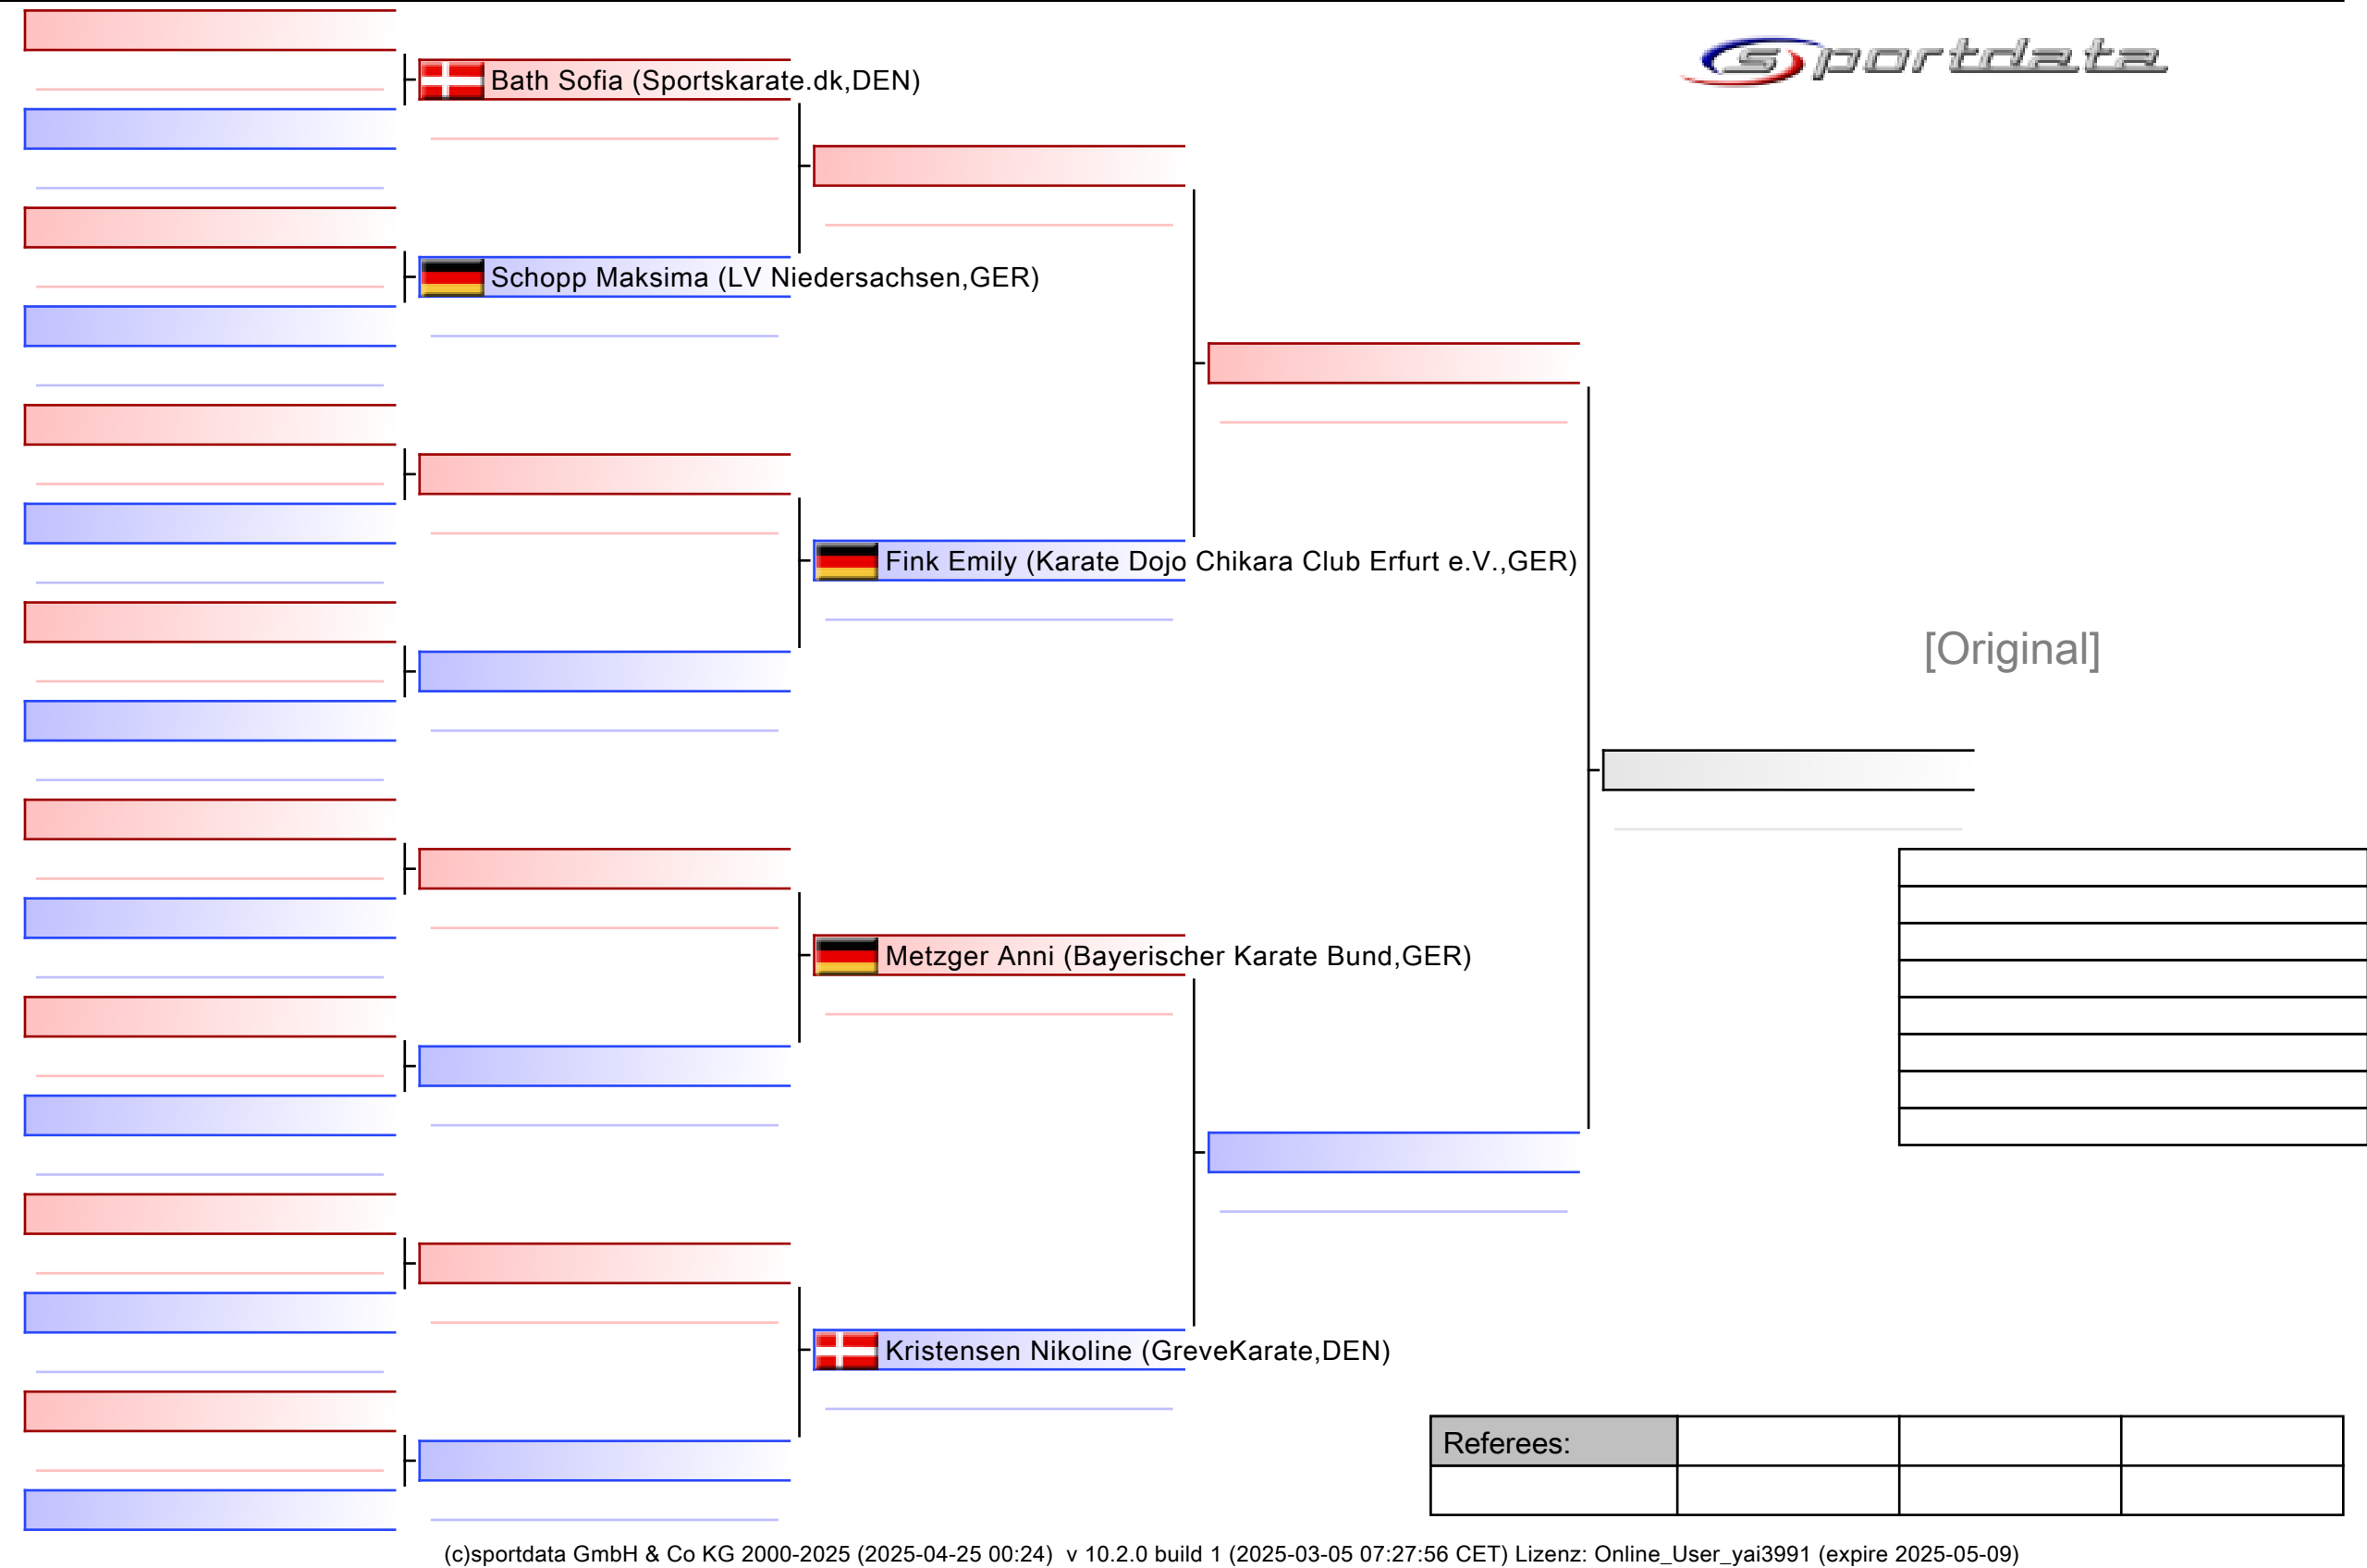 sportdata
Bath Sofia (Sportskarate.dk,DEN)
Schopp Maksima (LV Niedersachsen,GER)
Fink Emily (Karate Dojo Chikara Club Erfurt e.V.,GER)
[Original]
Metzger Anni (Bayerischer Karate Bund,GER)
Kristensen Nikoline (GreveKarate,DEN)
Referees:
(c)sportdata GmbH & Co KG 2000-2025 (2025-04-25 00:24)  v 10.2.0 build 1 (2025-03-05 07:27:56 CET) Lizenz: Online_User_yai3991 (expire 2025-05-09)